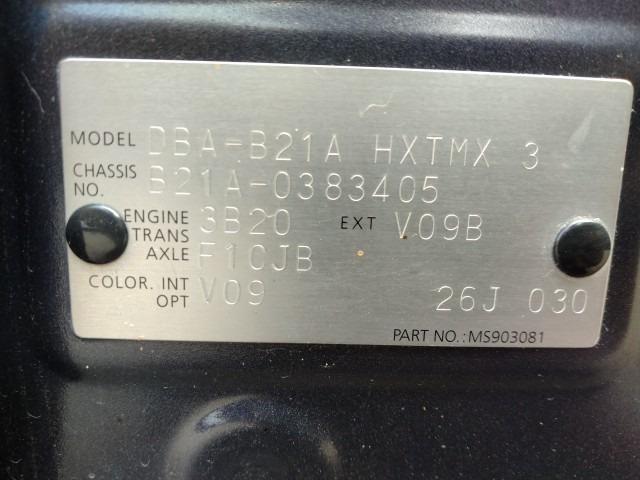 MODEL DBA-B21A HXTMX 3
CHASSIS NO. B21A-0383405
ENGINE 3B20 EXT V09B
TRANS AXLE F1CJB
COLOR. INT OPT V09 26J 030
PART NO.:MS903081